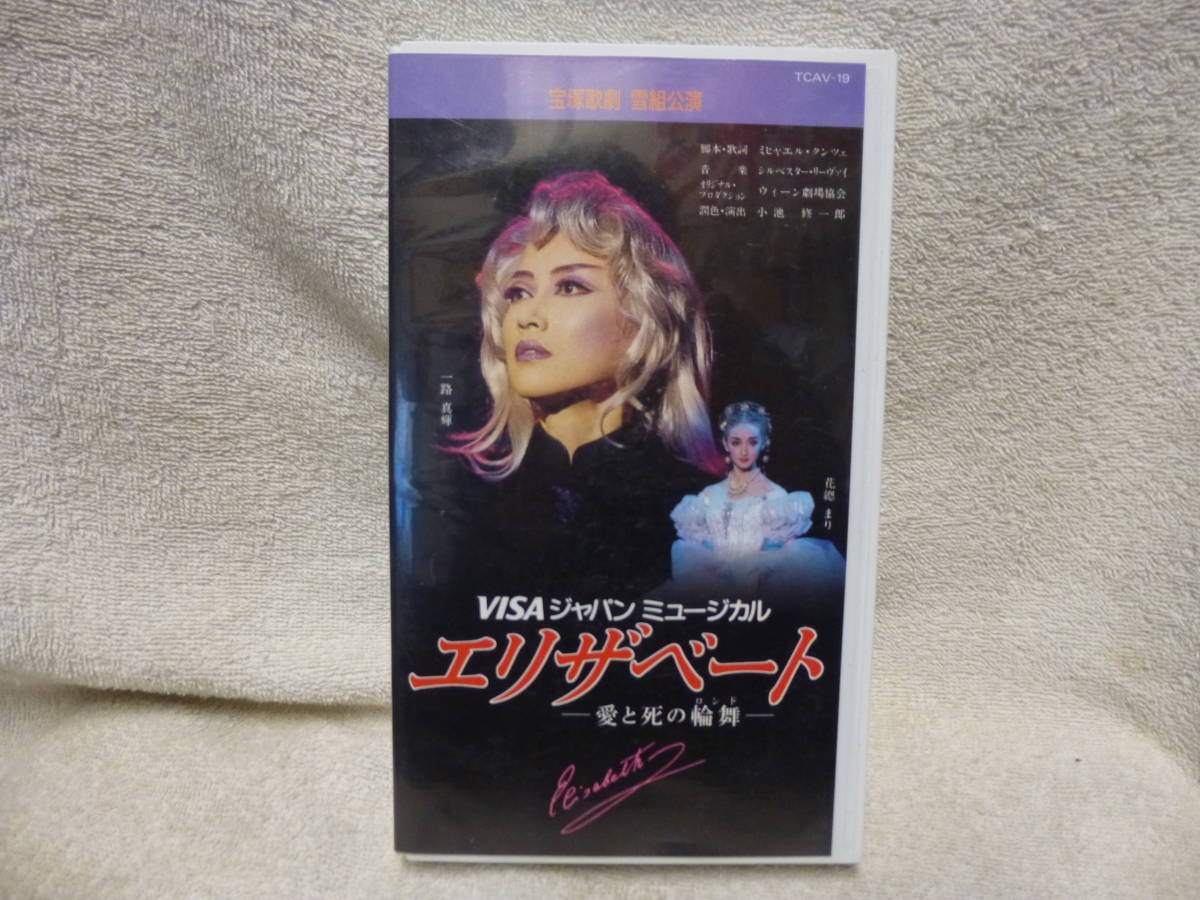 TCAV-19
宝塚歌劇 雪組公演
脚本・歌詞 ミヒャエル・クンツェ
音楽 シルベスター・リーヴァイ
オリジナル・プロダクション ウィーン劇場協会
潤色・演出 小池 修一郎
一路 真輝
花總 まり
VISA ジャパン ミュージカル
エリザベート
ロンド
―愛と死の輪舞―
Elisabeth